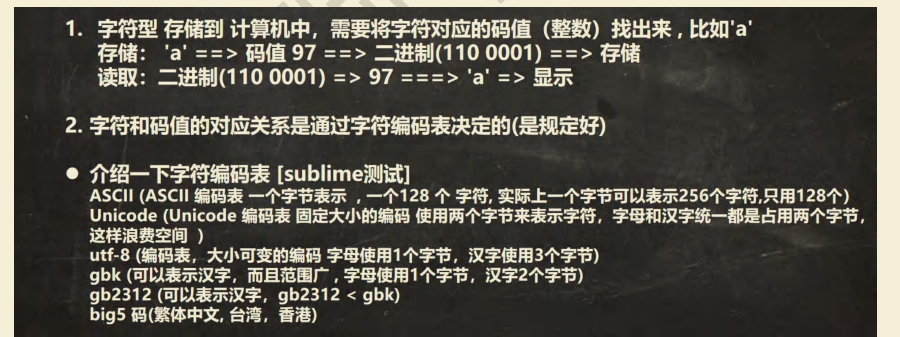 1. 字符型 存储到 计算机中，需要将字符对应的码值（整数）找出来，比如'a'
存储： 'a' ==> 码值 97 ==> 二进制(110 0001) ==> 存储
读取：二进制(110 0001) => 97 ===> 'a' => 显示
2. 字符和码值的对应关系是通过字符编码表决定的(是规定好)
● 介绍一下字符编码表 [sublime测试]
ASCII (ASCII 编码表 一个字节表示 ，一个128 个 字符, 实际上一个字节可以表示256个字符,只用128个)
Unicode (Unicode 编码表 固定大小的编码 使用两个字节来表示字符，字母和汉字统一都是占用两个字节，
这样浪费空间 ）
utf-8 (编码表，大小可变的编码 字母使用1个字节，汉字使用3个字节)
gbk (可以表示汉字，而且范围广，字母使用1个字节，汉字2个字节)
gb2312 (可以表示汉字，gb2312 < gbk)
big5 码(繁体中文, 台湾，香港)